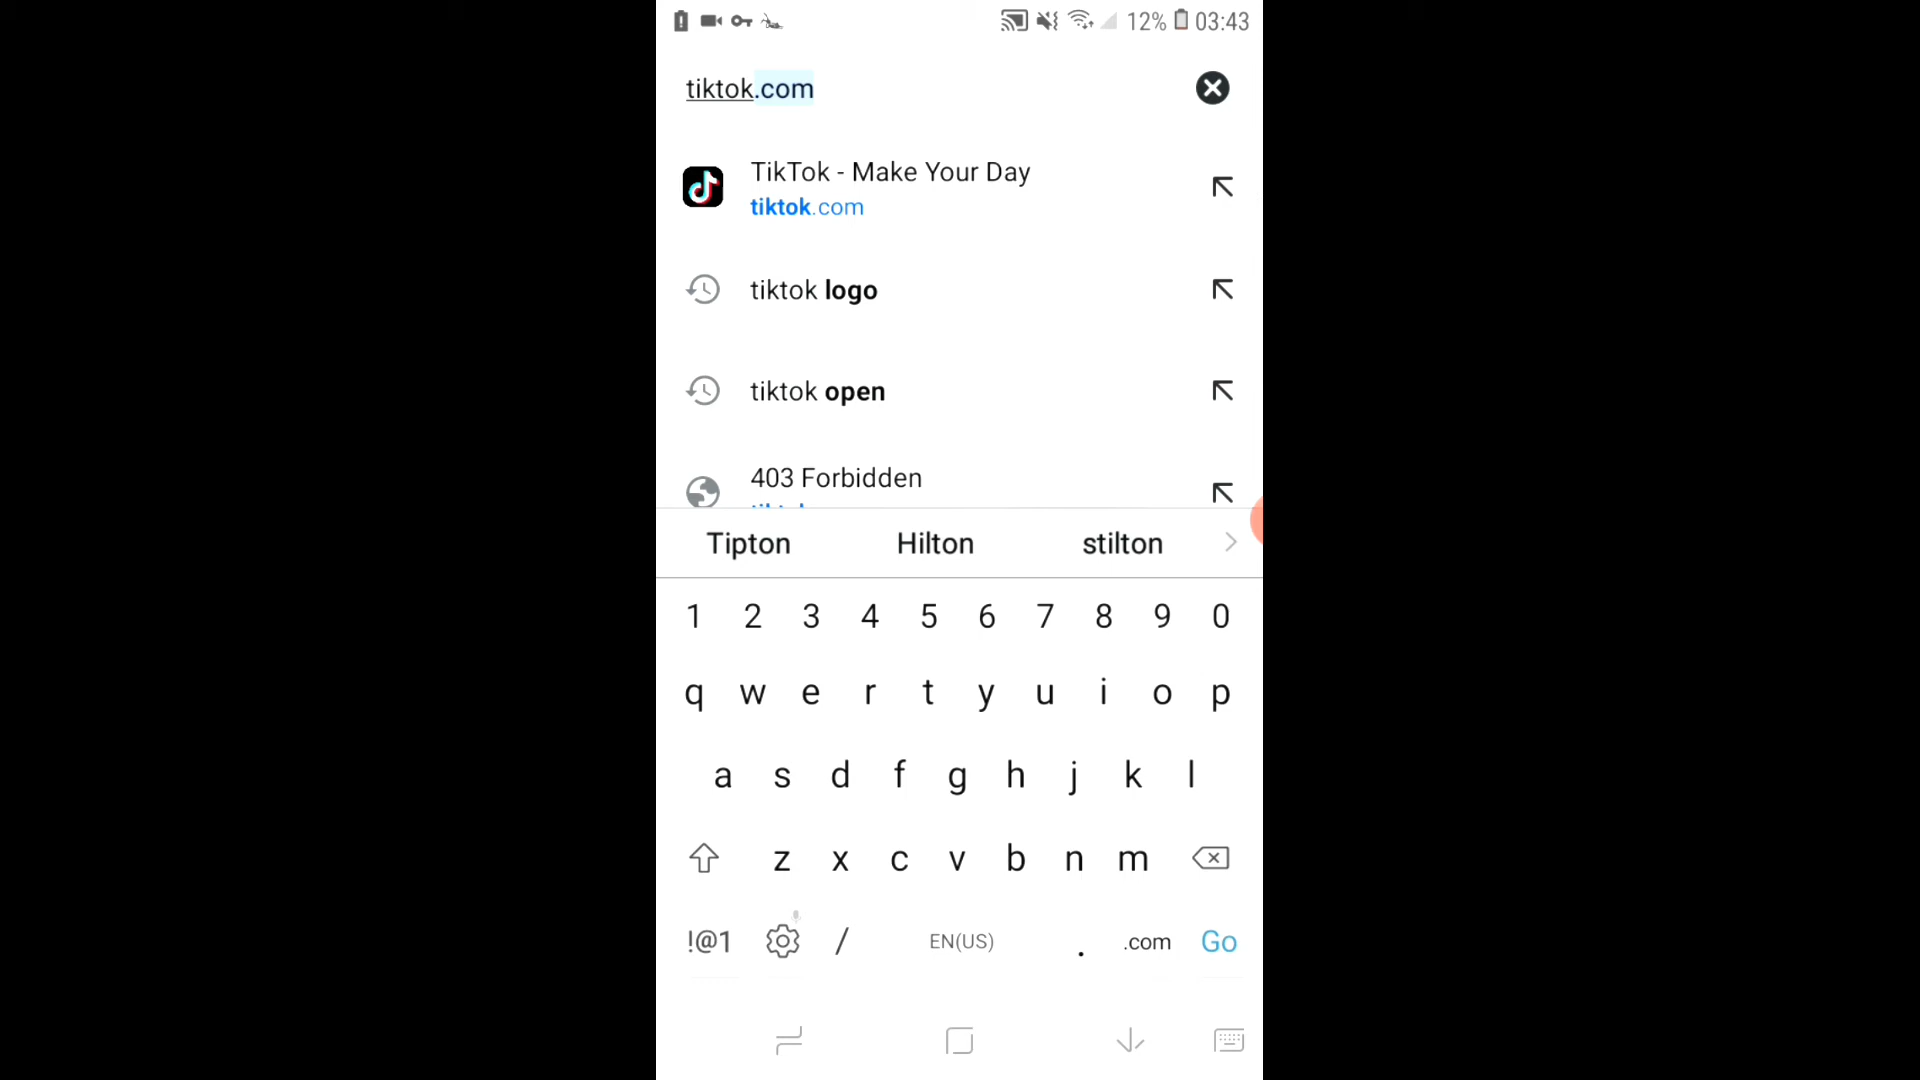 12% 03:43
tiktok.com
TikTok - Make Your Day
tiktok.com
tiktok logo
tiktok open
403 Forbidden
Tipton Hilton stilton
1 2 3 4 5 6 7 8 9 0
q w e r t y u i o p
a s d f g h j k l
z x c v b n m
!@1 / EN(US) . .com Go